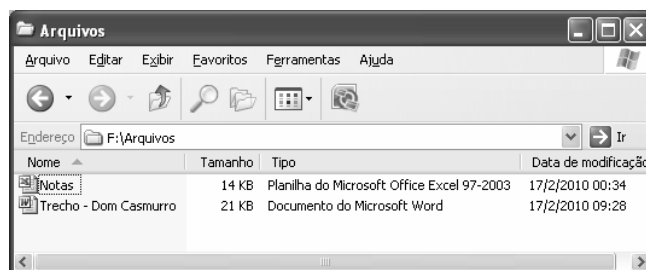 Arquivos
Arquivo Editar Exibir Favoritos Ferramentas Ajuda
Endereço F:\Arquivos Ir
Nome Tamanho Tipo Data de modificação
Notas 14 KB Planilha do Microsoft Office Excel 97-2003 17/2/2010 00:34
Trecho - Dom Casmurro 21 KB Documento do Microsoft Word 17/2/2010 09:28